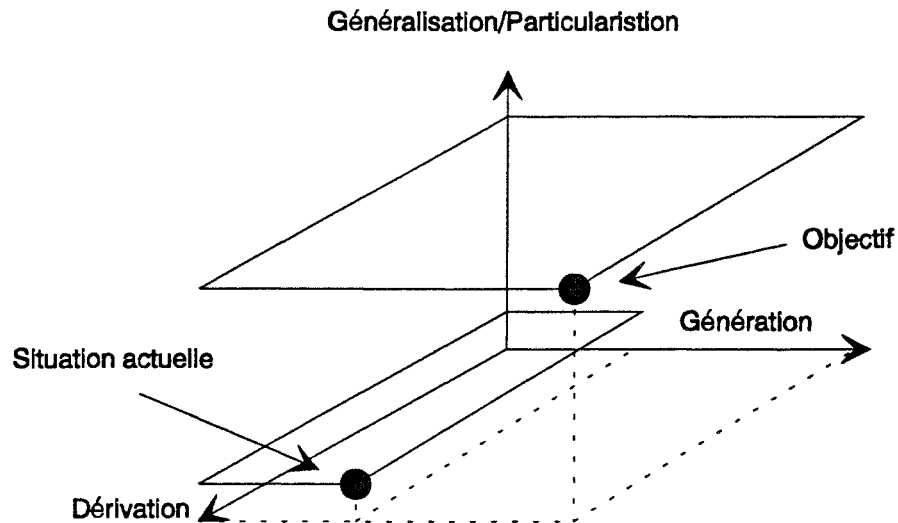 Généralisation/Particularistion
Objectif
Génération
Situation actuelle
Dérivation